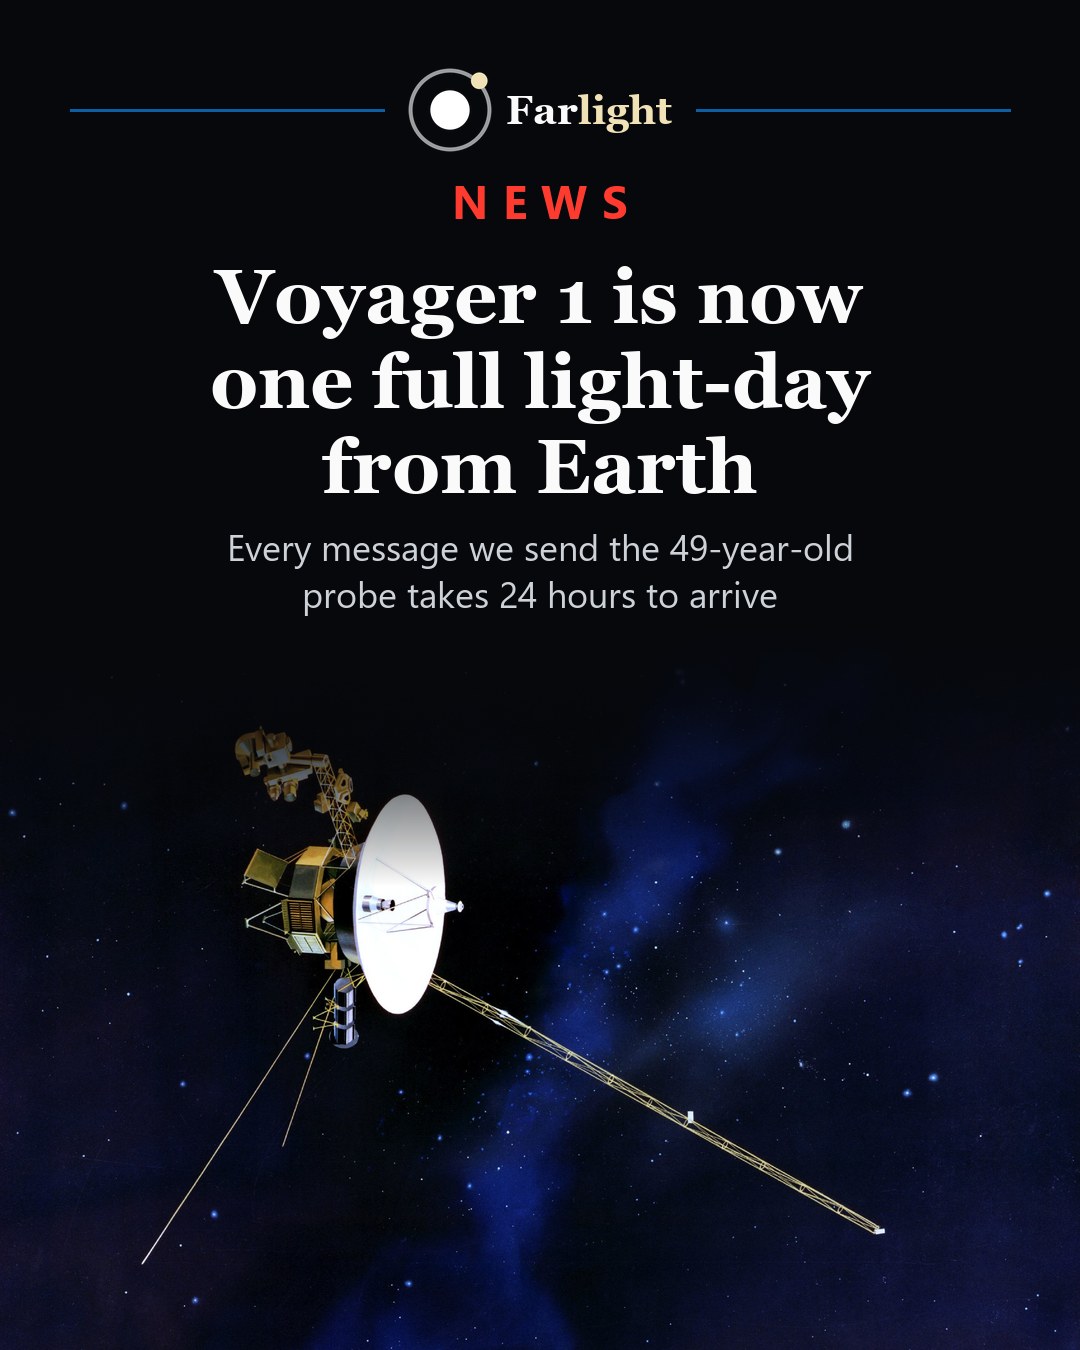 Farlight
NEWS
Voyager 1 is now
one full light-day
from Earth
Every message we send the 49-year-old
probe takes 24 hours to arrive